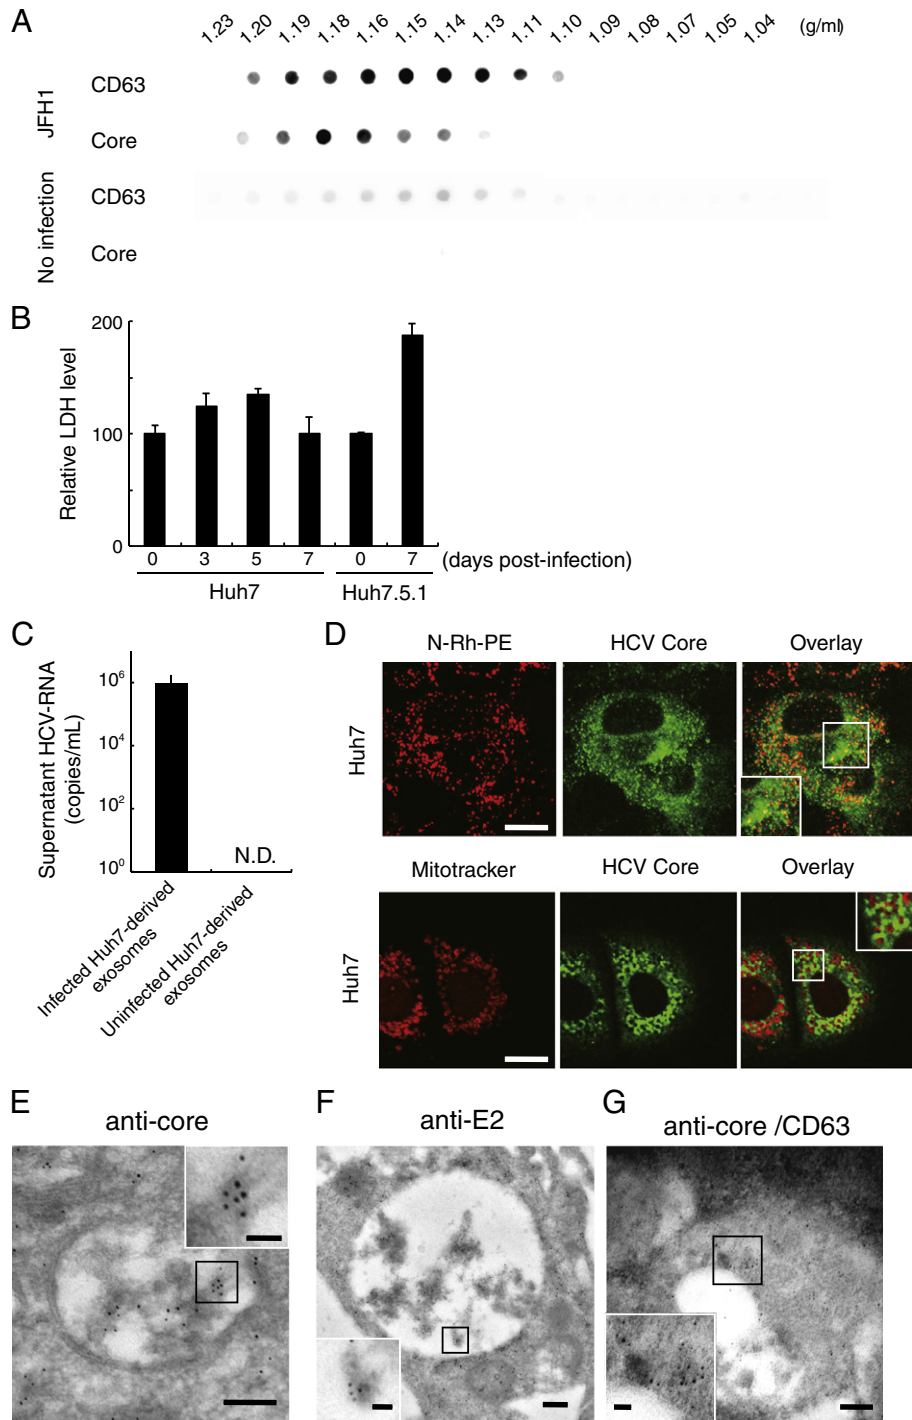 A
1.23 1.20 1.19 1.18 1.16 1.15 1.14 1.13 1.11 1.10 1.09 1.08 1.07 1.05 1.04 (g/ml)
JFH1
CD63
Core
No infection
CD63
Core
B
Relative LDH level
200
100
0
0 3 5 7 0 7 (days post-infection)
Huh7 Huh7.5.1
C
Supernatant HCV-RNA
(copies/mL)
10⁶
10⁴
10²
10⁰
N.D.
Infected Huh7-derived
exosomes
Uninfected Huh7-derived
exosomes
D
N-Rh-PE HCV Core Overlay
Huh7
Mitotracker HCV Core Overlay
Huh7
E
anti-core
F
anti-E2
G
anti-core /CD63